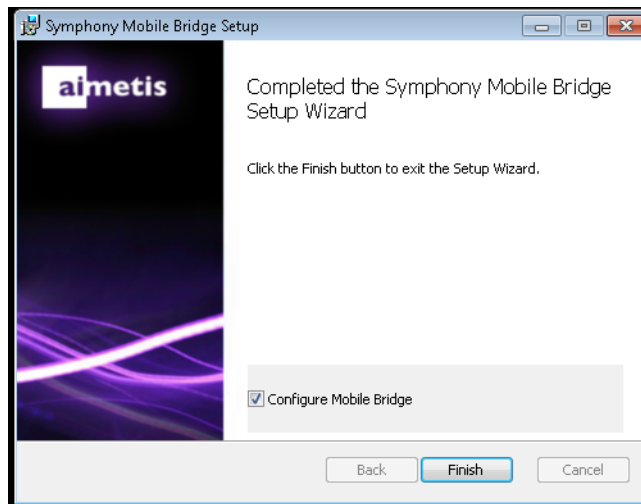 Symphony Mobile Bridge Setup
aimetis
Completed the Symphony Mobile Bridge
Setup Wizard
Click the Finish button to exit the Setup Wizard.
Configure Mobile Bridge
Back Finish Cancel